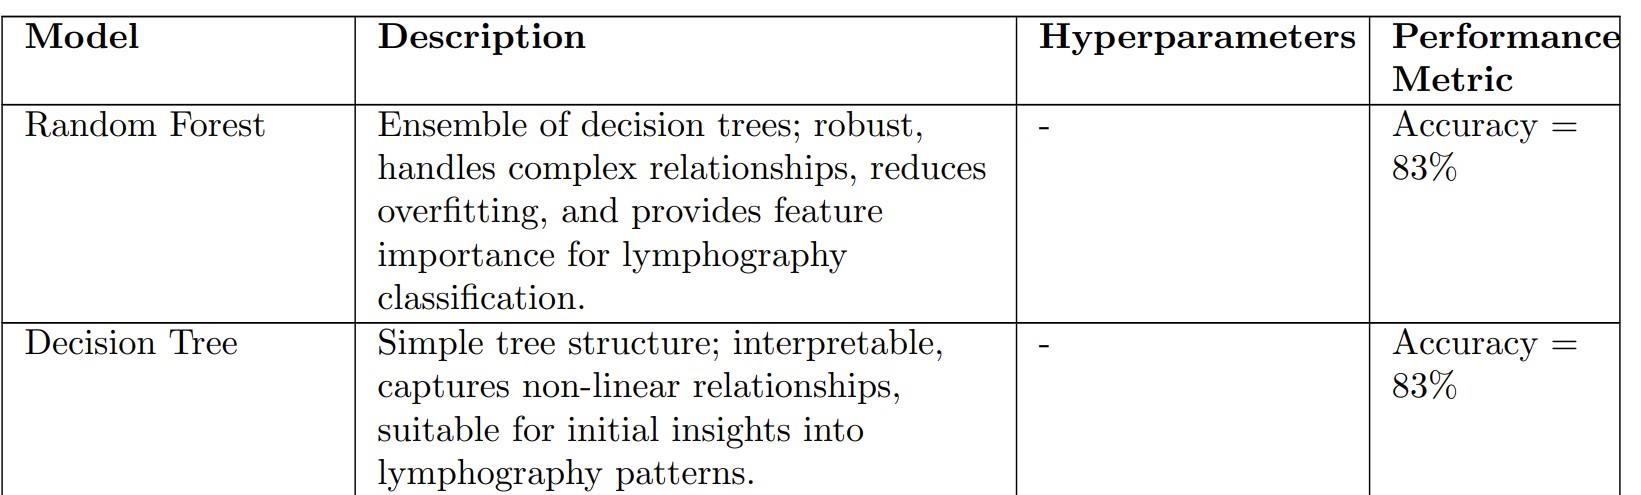 Model
Description
Hyperparameters
Performance
Metric
Random Forest
Ensemble of decision trees; robust,
handles complex relationships, reduces
overfitting, and provides feature
importance for lymphography
classification.
-
Accuracy =
83%
Decision Tree
Simple tree structure; interpretable,
captures non-linear relationships,
suitable for initial insights into
lymphography patterns.
-
Accuracy =
83%